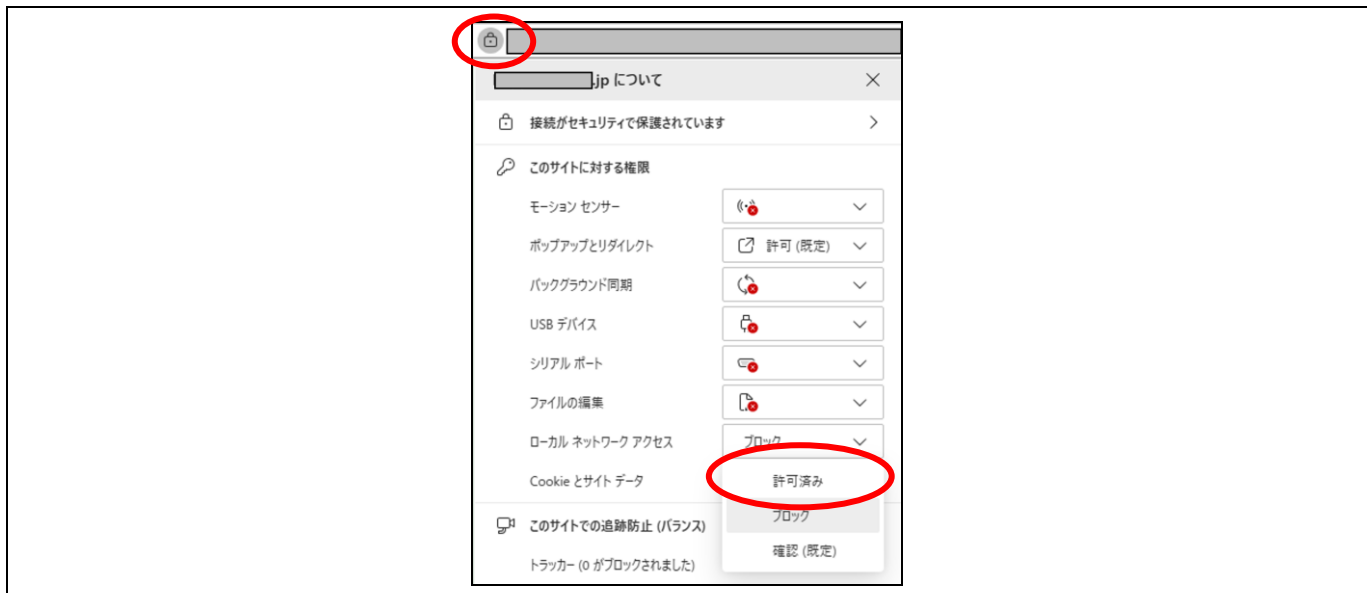 .jp について
接続がセキュリティで保護されています
このサイトに対する権限
モーション センサー
ポップアップとリダイレクト 許可 (既定)
バックグラウンド同期
USB デバイス
シリアル ポート
ファイルの編集
ローカル ネットワーク アクセス ブロック
Cookie とサイト データ 許可済み
ブロック
このサイトでの追跡防止 (バランス)
確認 (既定)
トラッカー (0 がブロックされました)